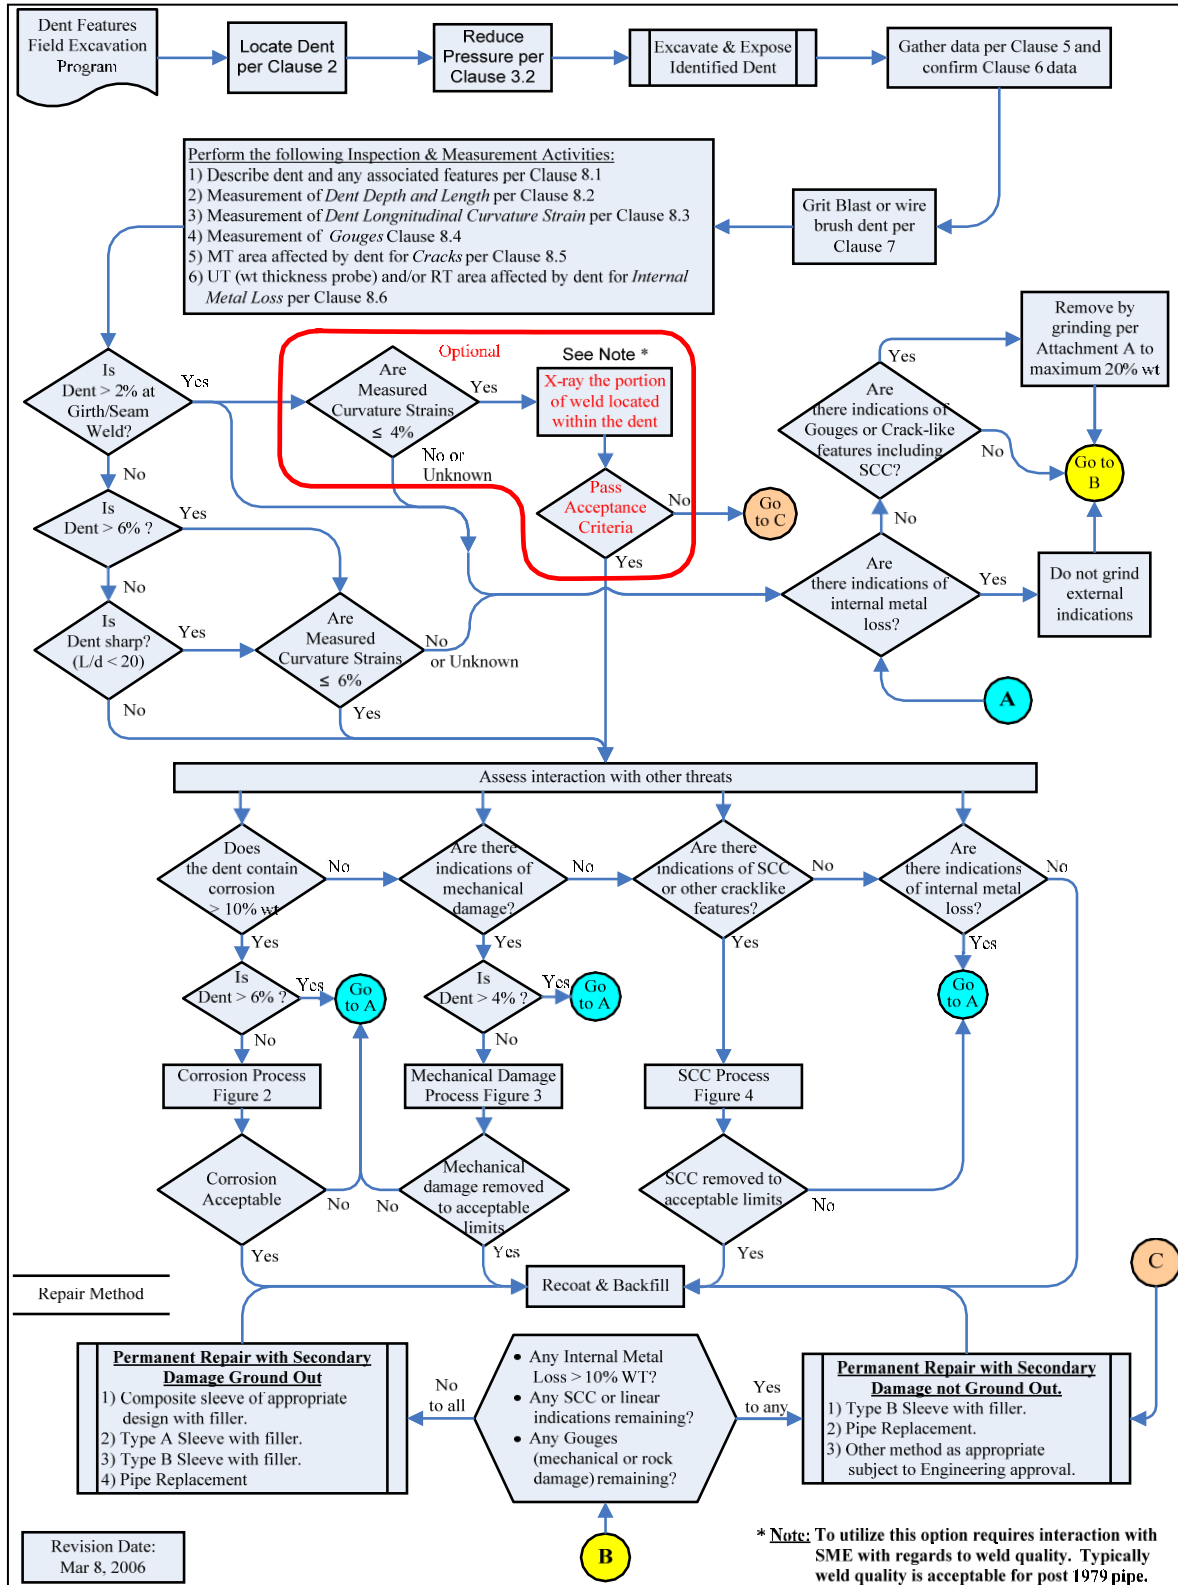 Dent Features
Field Excavation
Program
Locate Dent
per Clause 2
Reduce
Pressure per
Clause 3.2
Excavate & Expose
Identified Dent
Gather data per Clause 5 and
confirm Clause 6 data
Perform the following Inspection & Measurement Activities:
1) Describe dent and any associated features per Clause 8.1
2) Measurement of Dent Depth and Length per Clause 8.2
3) Measurement of Dent Longnitudinal Curvature Strain per Clause 8.3
4) Measurement of Gouges Clause 8.4
5) MT area affected by dent for Cracks per Clause 8.5
6) UT (wt thickness probe) and/or RT area affected by dent for Internal
Metal Loss per Clause 8.6
Grit Blast or wire
brush dent per
Clause 7
Remove by
grinding per
Attachment A to
maximum 20% wt
Optional
See Note *
Is
Dent > 2% at
Girth/Seam
Weld?
Yes
No
Are
Measured
Curvature Strains
≤ 4%
Yes
No or
Unknown
X-ray the portion
of weld located
within the dent
Are
there indications of
Gouges or Crack-like
features including
SCC?
Yes
No
Go to
B
Is
Dent > 6% ?
Yes
No
Pass
Acceptance
Criteria
No
Yes
Go
to C
No
Are
there indications of
internal metal
loss?
Yes
Do not grind
external
indications
Is
Dent sharp?
(L/d < 20)
Yes
No
Are
Measured
Curvature Strains
≤ 6%
No
or Unknown
Yes
A
Assess interaction with other threats
Does
the dent contain
corrosion
> 10% wt
No
Yes
Are there
indications of
mechanical
damage?
No
Yes
Are there
indications of SCC
or other cracklike
features?
No
Yes
Are
there indications
of internal metal
loss?
No
Yes
Is
Dent > 6% ?
Yes
No
Go
to A
Is
Dent > 4% ?
Yes
No
Go
to A
Go
to A
Corrosion Process
Figure 2
Mechanical Damage
Process Figure 3
SCC Process
Figure 4
Corrosion
Acceptable
No
Yes
Mechanical
damage removed
to acceptable
limits
No
Yes
SCC removed to
acceptable limits
No
Yes
Repair Method
Recoat & Backfill
C
Permanent Repair with Secondary
Damage Ground Out
1) Composite sleeve of appropriate
design with filler.
2) Type A Sleeve with filler.
3) Type B Sleeve with filler.
4) Pipe Replacement
No
to all
• Any Internal Metal
Loss > 10% WT?
• Any SCC or linear
indications remaining?
• Any Gouges
(mechanical or rock
damage) remaining?
Yes
to any
Permanent Repair with Secondary
Damage not Ground Out.
1) Type B Sleeve with filler.
2) Pipe Replacement.
3) Other method as appropriate
subject to Engineering approval.
B
Revision Date:
Mar 8, 2006
* Note: To utilize this option requires interaction with
SME with regards to weld quality. Typically
weld quality is acceptable for post 1979 pipe.